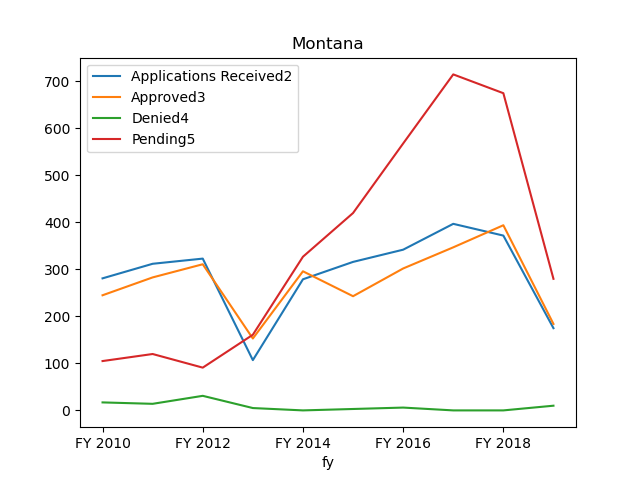 Montana
Applications Received2
Approved3
Denied4
Pending5
700
600
500
400
300
200
100
0
FY 2010 FY 2012 FY 2014 FY 2016 FY 2018
fy